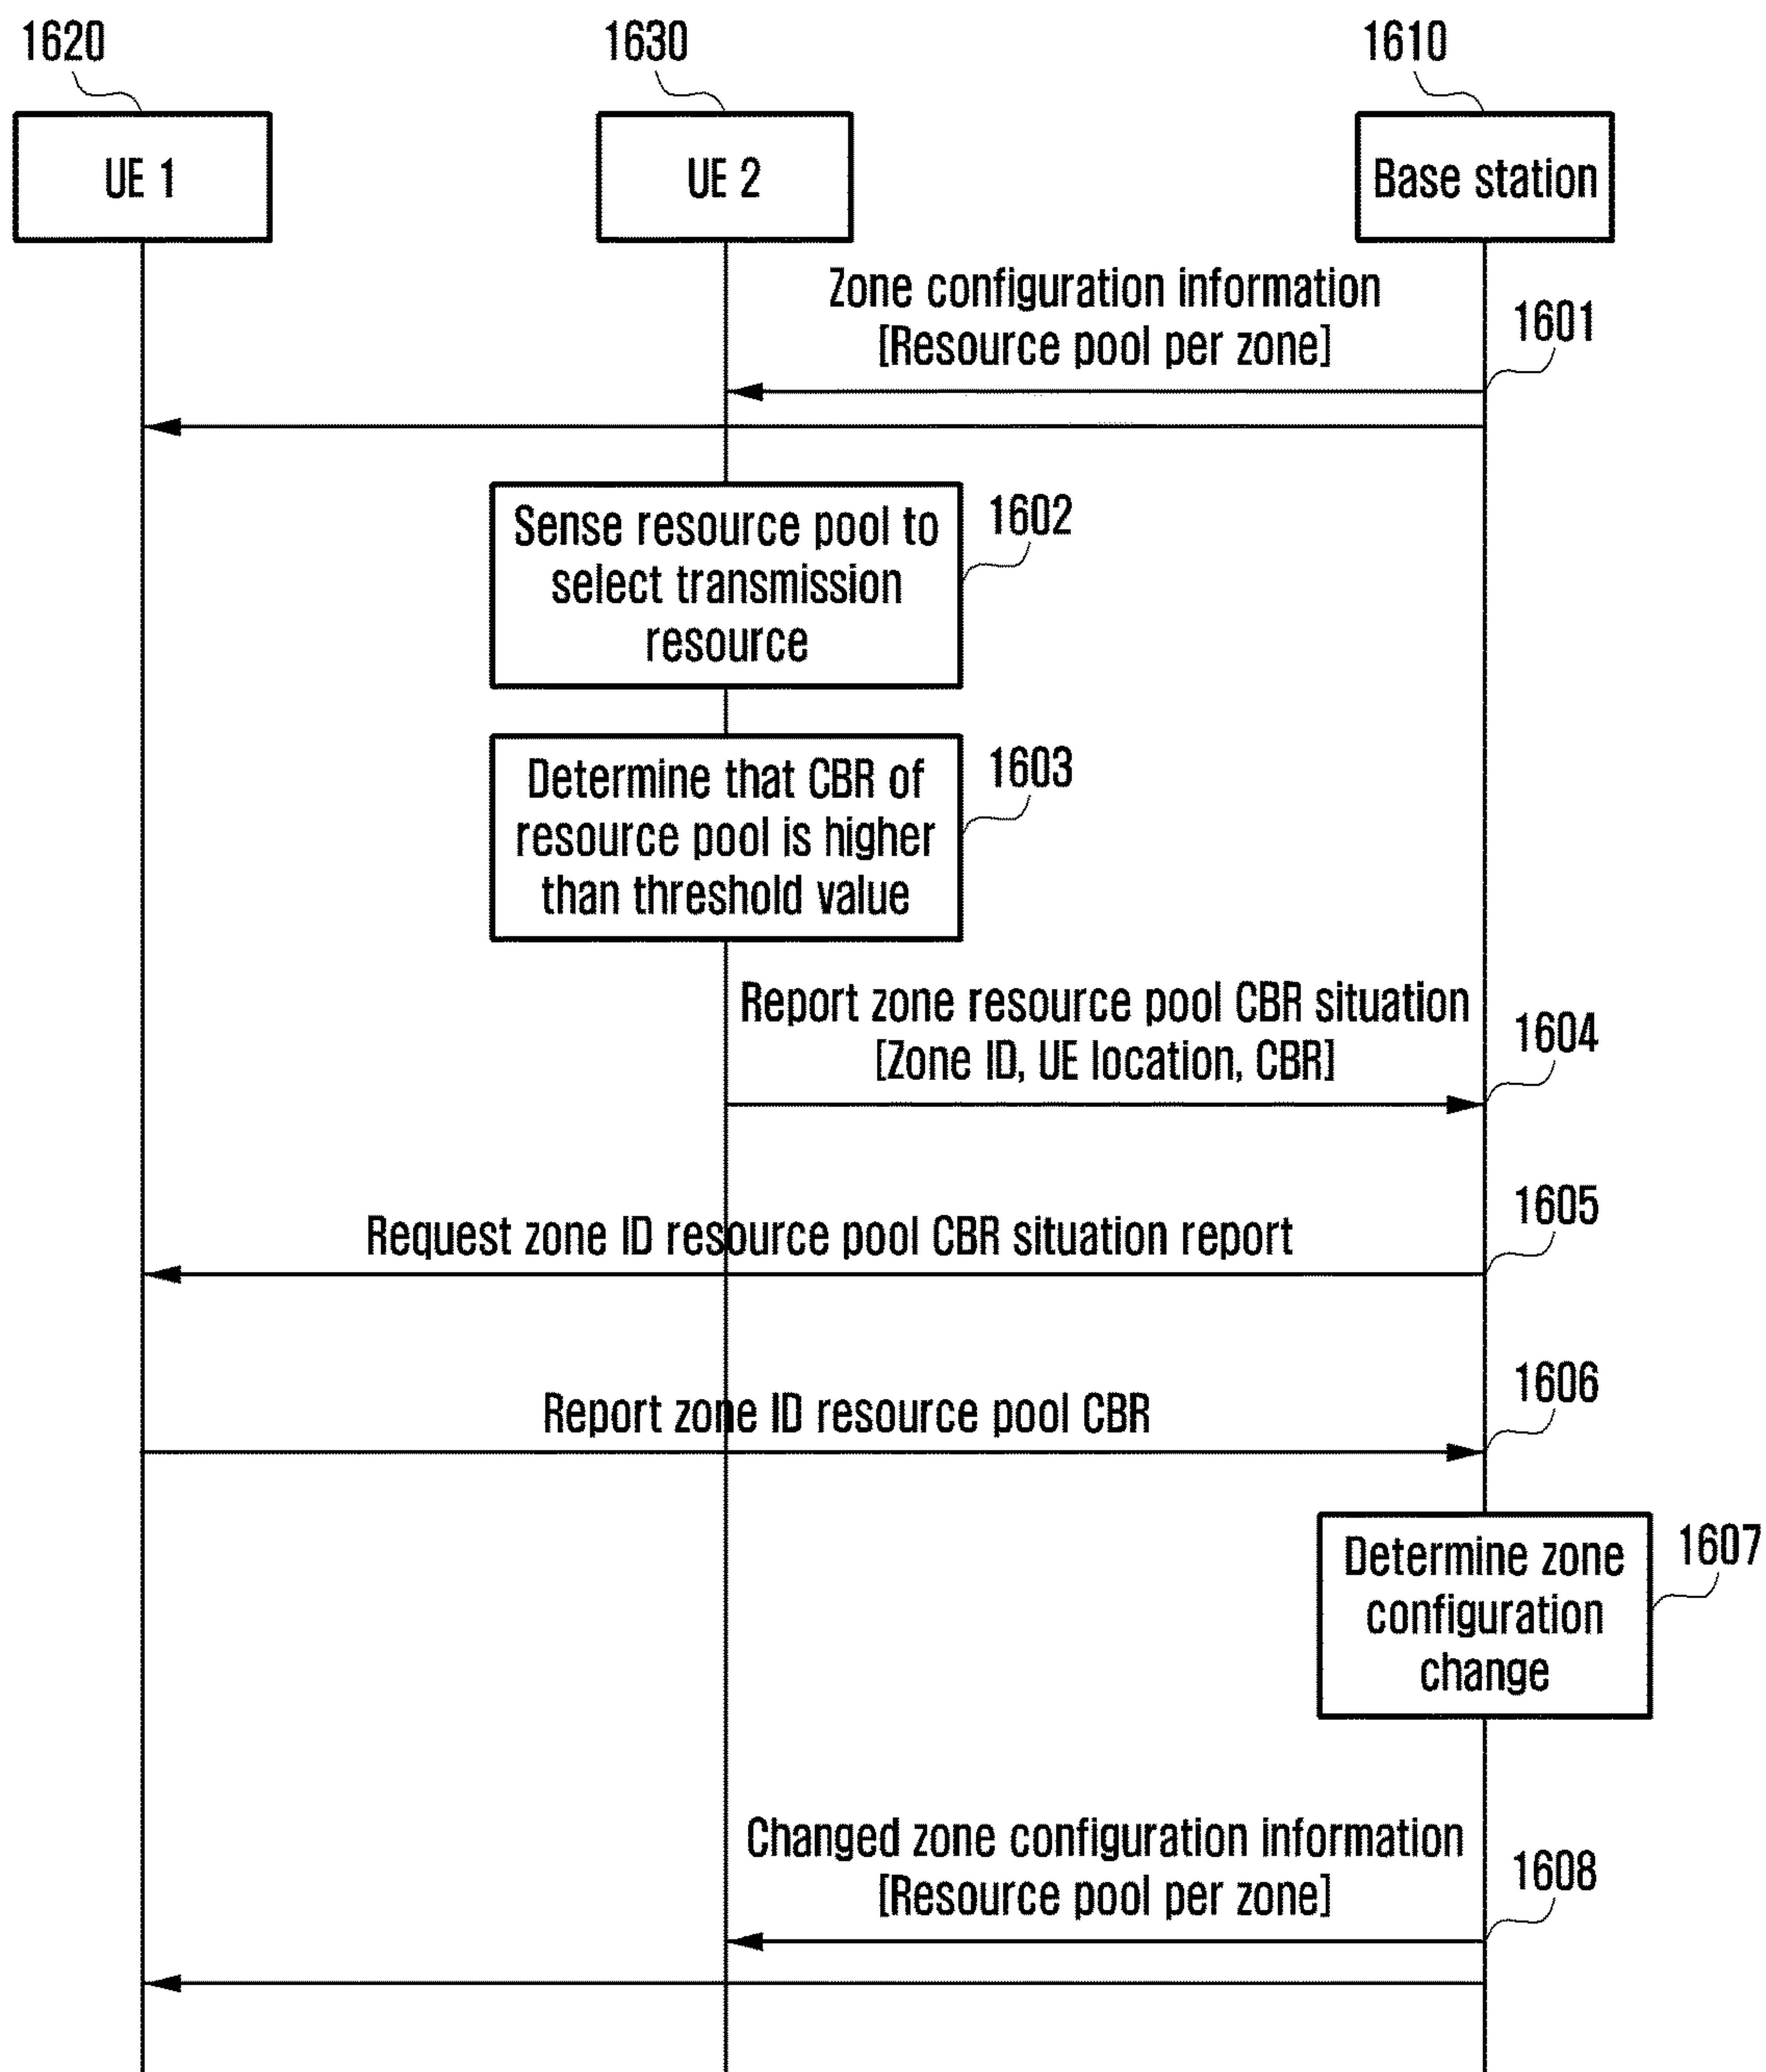 1620
1630
1610
UE 1
UE 2
Base station
Zone configuration information
[Resource pool per zone]
1601
Sense resource pool to
select transmission
resource
1602
Determine that CBR of
resource pool is higher
than threshold value
1603
Report zone resource pool CBR situation
[Zone ID, UE location, CBR]
1604
Request zone ID resource pool CBR situation report
1605
Report zone ID resource pool CBR
1606
Determine zone
configuration
change
1607
Changed zone configuration information
[Resource pool per zone]
1608